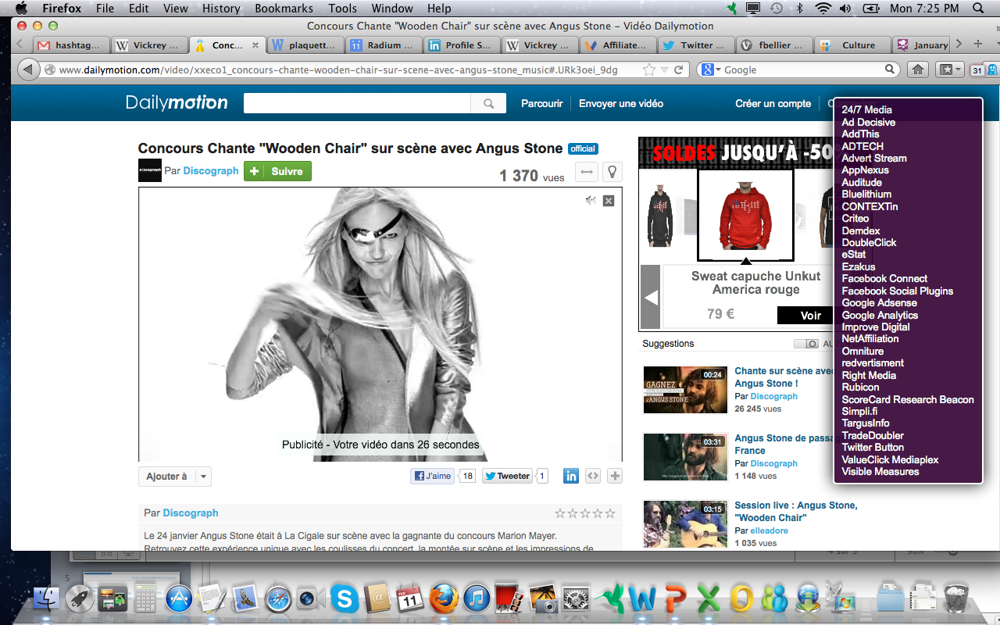 Firefox File Edit View History Bookmarks Tools Window Help
Mon 7:25 PM
Concours Chante "Wooden Chair" sur scène avec Angus Stone – Vidéo Dailymotion
hashtag...
Vickrey ...
Conc...
plaquett...
Radium ...
Profile S...
Vickrey ...
Affiliate...
Twitter ...
fbellier ...
Culture
January
www.dailymotion.com/video/xxeco1_concours-chante-wooden-chair-sur-scene-avec-angus-stone_music#.URk3oei_9dg
Google
31
Dailymotion
Parcourir
Envoyer une vidéo
Créer un compte
Concours Chante "Wooden Chair" sur scène avec Angus Stone official
Par Discograph
Suivre
1 370 vues
Publicité - Votre vidéo dans 26 secondes
Ajouter à
J'aime 18
Tweeter 1
in
Par Discograph
Le 24 janvier Angus Stone était à La Cigale sur scène avec la gagnante du concours Marion Mayer.
Retrouvez cette expérience unique avec les coulisses du concert, la montée sur scène et les impressions de
SOLDES JUSQU'À -50
Sweat capuche Unkut
America rouge
79 €
Voir
Suggestions
AU
00:24
GAGNEZ
D'ANGUS STONE
Chante sur scène avec
Angus Stone !
Par Discograph
26 245 vues
03:31
Angus Stone de passa
France
Par Discograph
1 148 vues
03:15
Session live : Angus Stone,
"Wooden Chair"
Par elleadore
1 035 vues
24/7 Media
Ad Decisive
AddThis
ADTECH
Advert Stream
AppNexus
Auditude
Bluelithium
CONTEXTin
Criteo
Demdex
DoubleClick
eStat
Ezakus
Facebook Connect
Facebook Social Plugins
Google Adsense
Google Analytics
Improve Digital
NetAffiliation
Omniture
redvertisment
Right Media
Rubicon
ScoreCard Research Beacon
Simpli.fi
TargusInfo
TradeDoubler
Twitter Button
ValueClick Mediaplex
Visible Measures
5
FEB
11